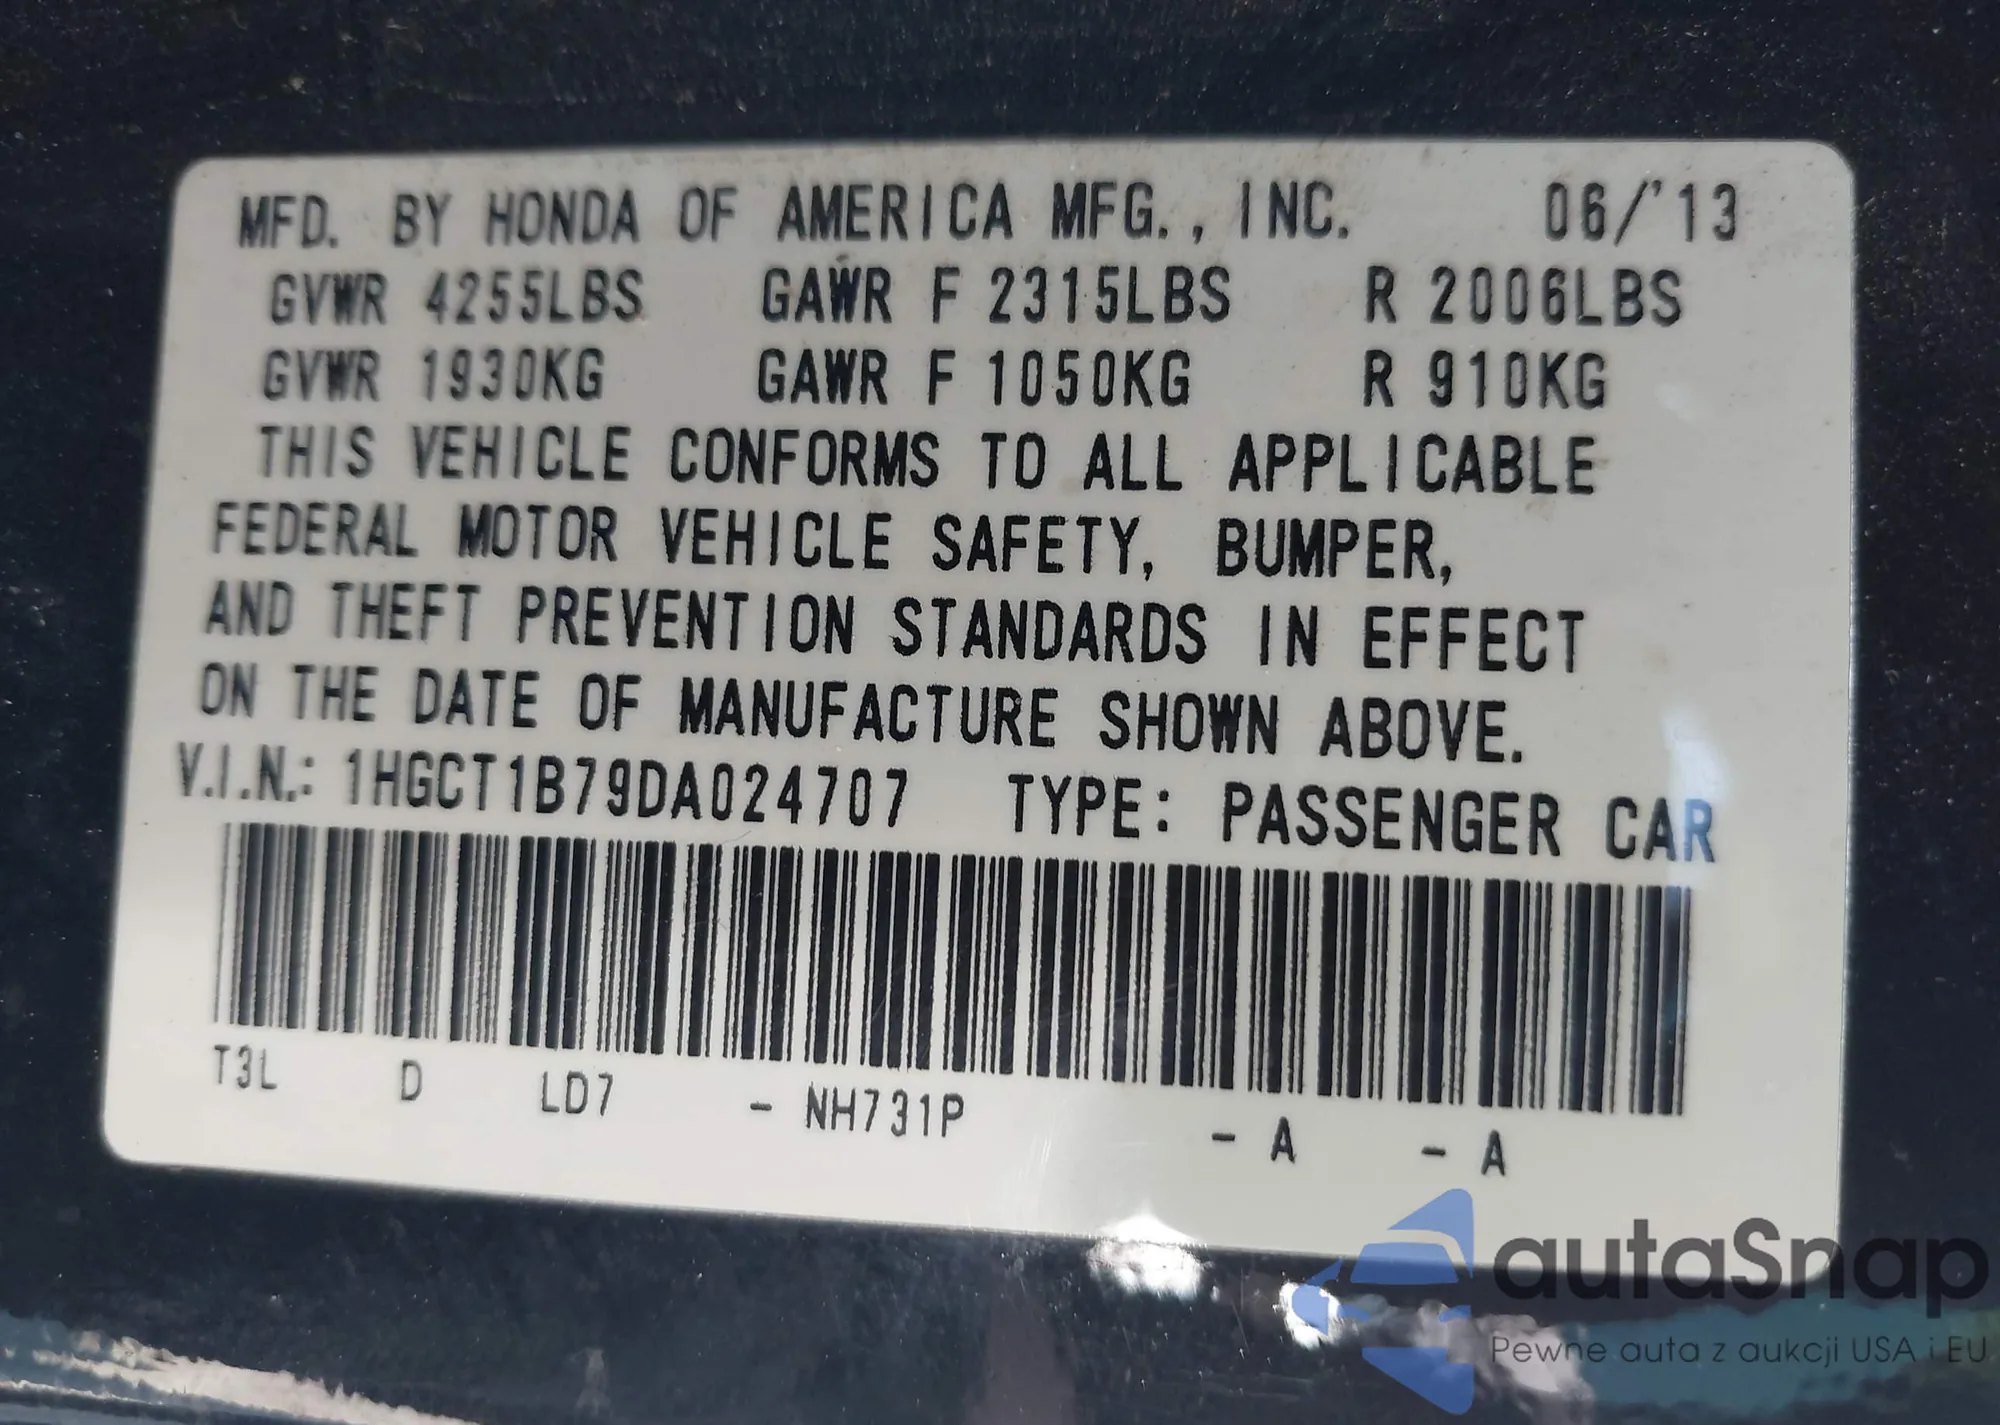 MFD. BY HONDA OF AMERICA MFG., INC. 06/'13
GVWR 4255LBS GAWR F 2315LBS R 2006LBS
GVWR 1930KG GAWR F 1050KG R 910KG
THIS VEHICLE CONFORMS TO ALL APPLICABLE
FEDERAL MOTOR VEHICLE SAFETY, BUMPER,
AND THEFT PREVENTION STANDARDS IN EFFECT
ON THE DATE OF MANUFACTURE SHOWN ABOVE.
V.I.N.: 1HGCT1B79DA024707 TYPE: PASSENGER CAR
T3L D LD7 - NH731P - A - A
autaSnap
Pewne auta z aukcji USA i EU